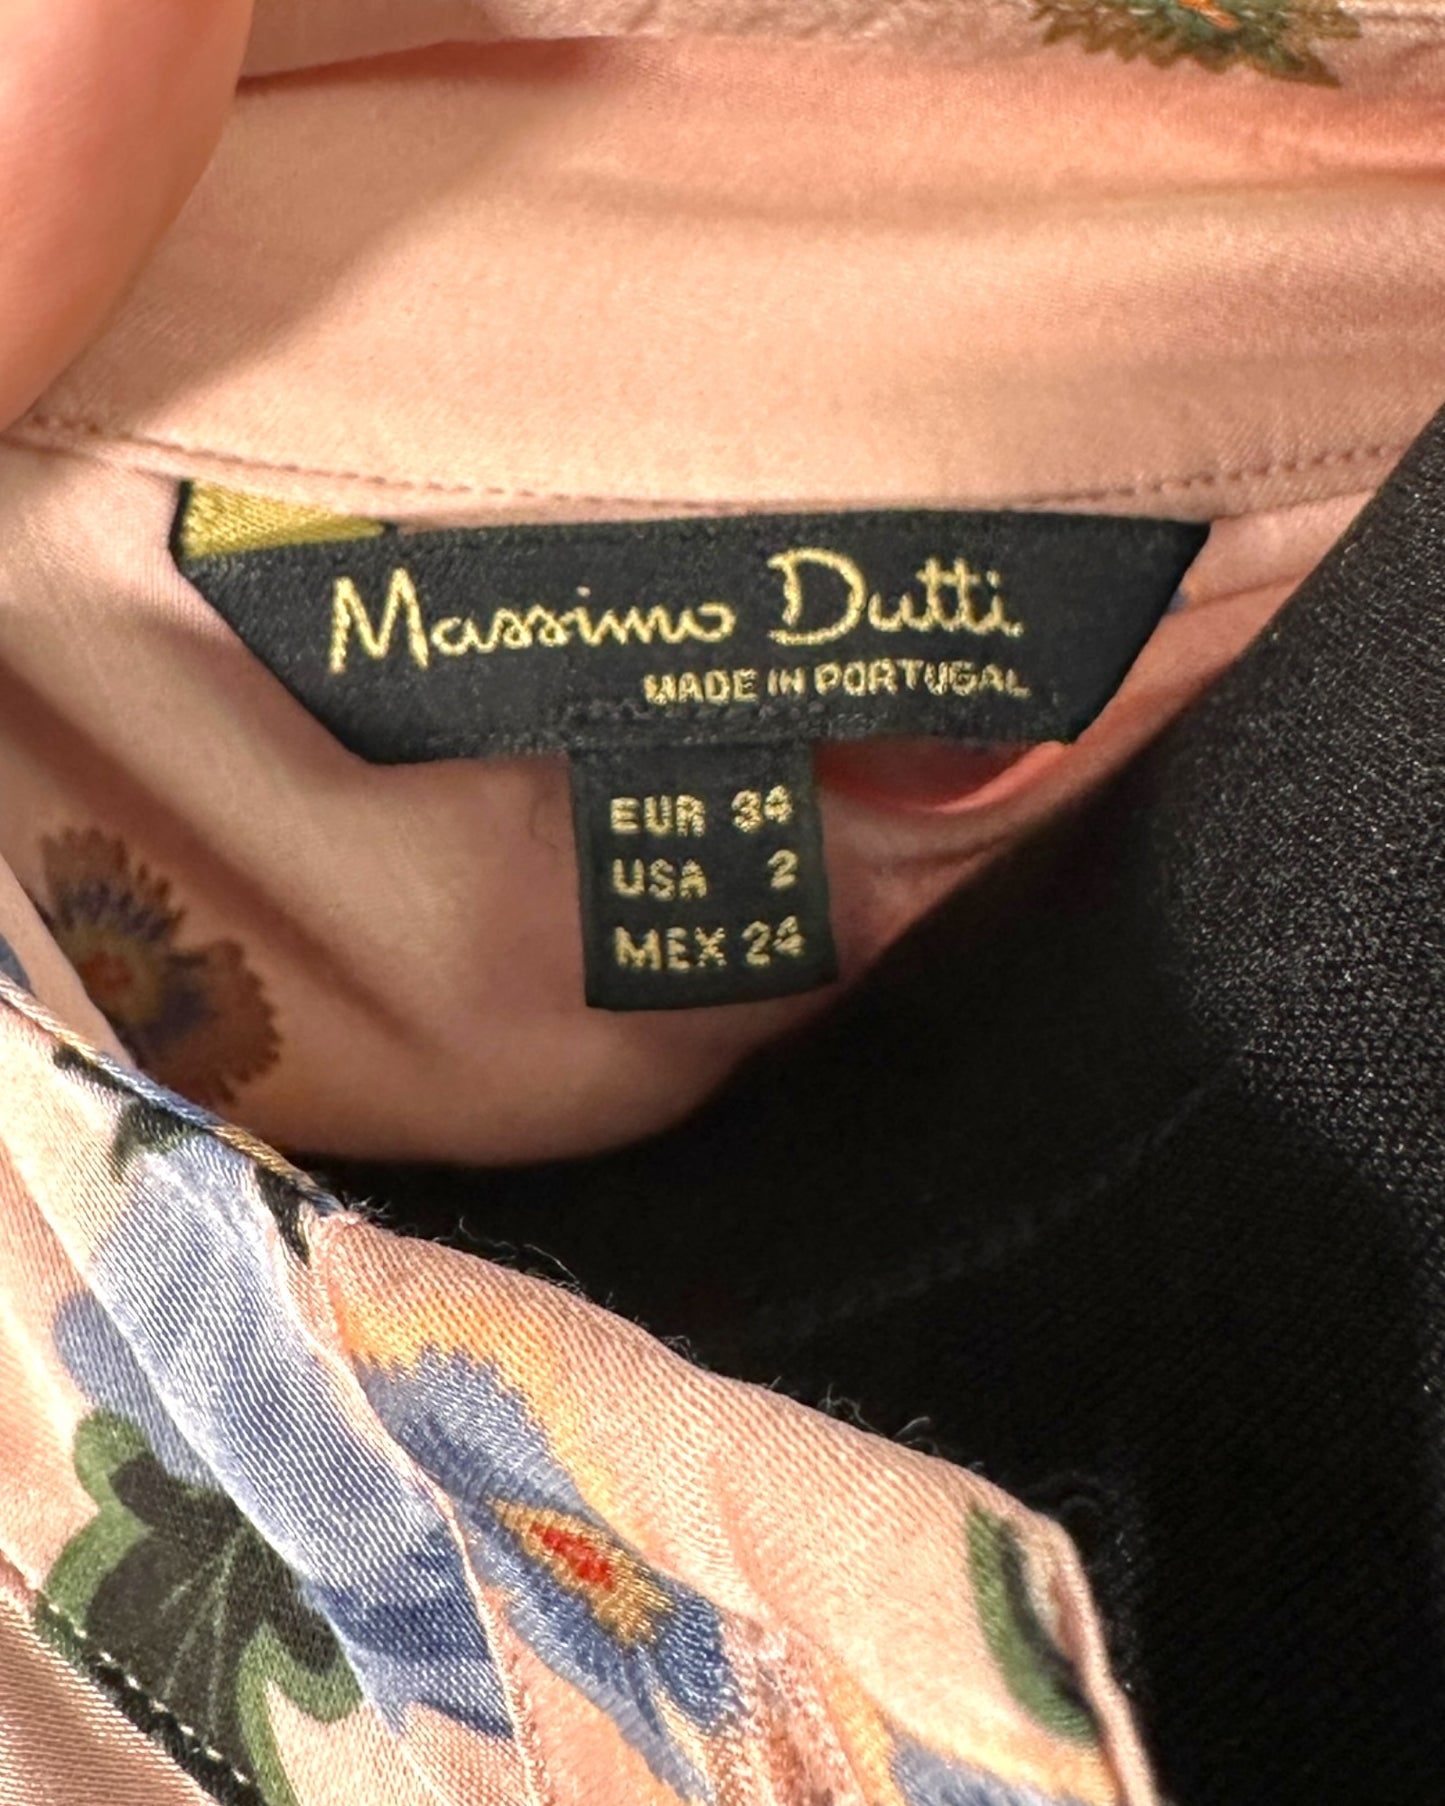 Massimo Dutti
MADE IN PORTUGAL
EUR 34
USA 2
MEX 24